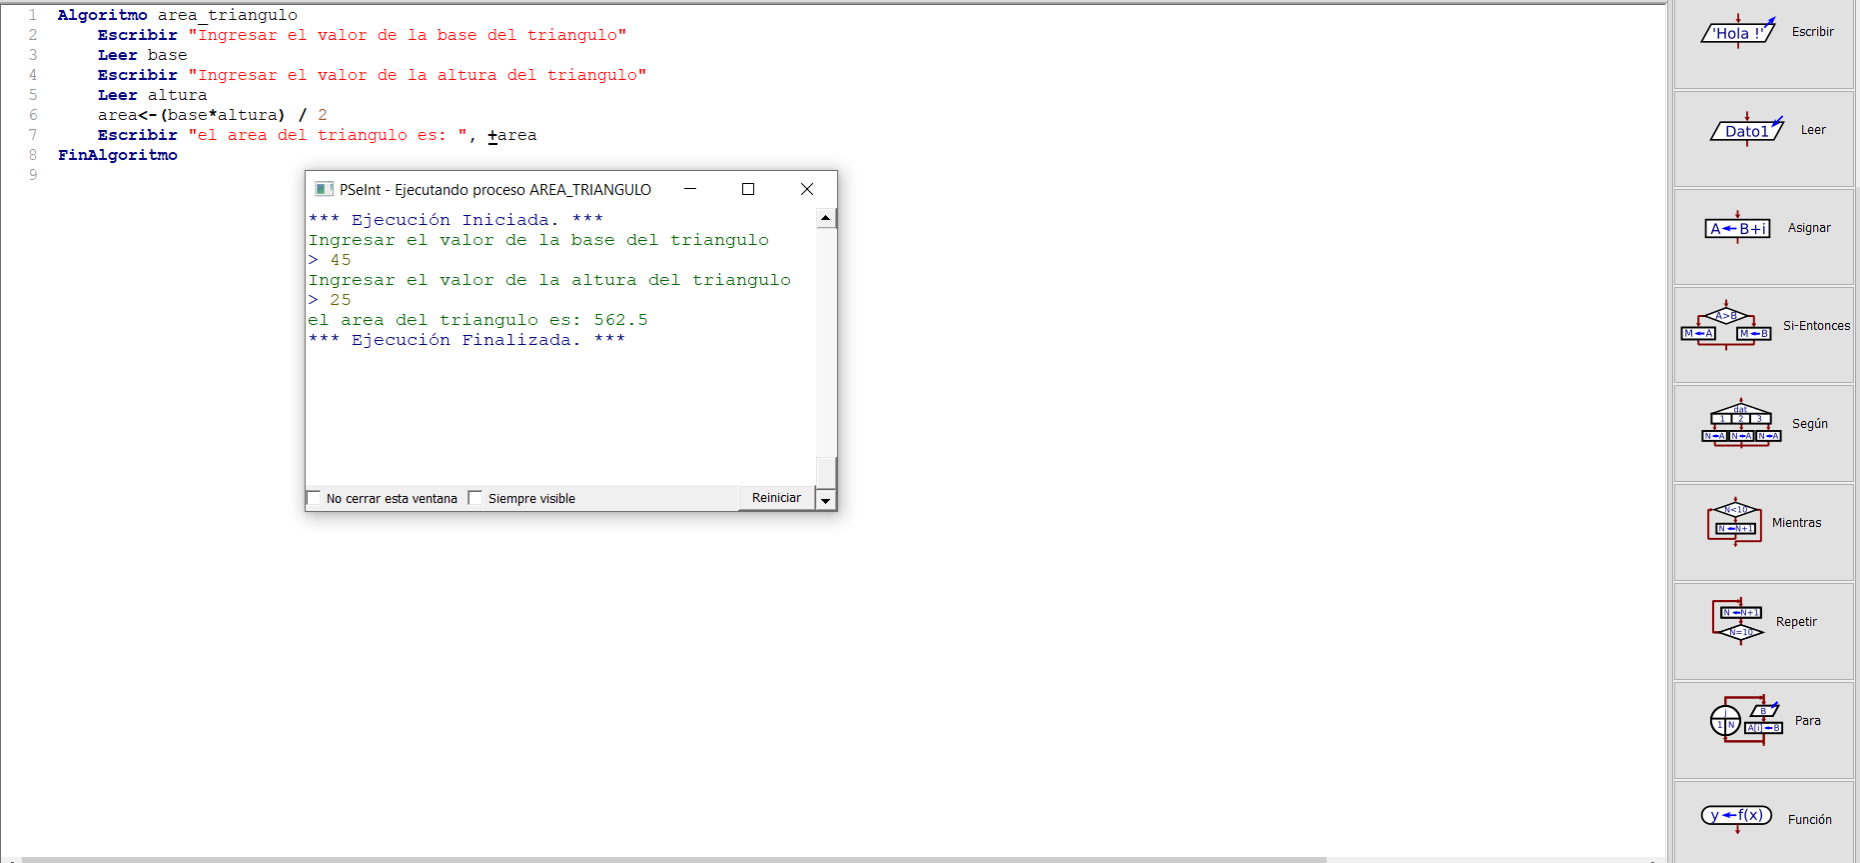 1 Algoritmo area_triangulo
2 Escribir "Ingresar el valor de la base del triangulo"
3 Leer base
4 Escribir "Ingresar el valor de la altura del triangulo"
5 Leer altura
6 area<-(base*altura) / 2
7 Escribir "el area del triangulo es: ", +area
8 FinAlgoritmo
9
PSeInt - Ejecutando proceso AREA_TRIANGULO
*** Ejecución Iniciada. ***
Ingresar el valor de la base del triangulo
> 45
Ingresar el valor de la altura del triangulo
> 25
el area del triangulo es: 562.5
*** Ejecución Finalizada. ***
No cerrar esta ventana Siempre visible Reiniciar
'Hola !' Escribir
Dato1 Leer
A←B+i Asignar
A>B
M←A M←B
Si-Entonces
dat
1 2 3
N←A N←A N←A
Según
N<10
N←N+1
Mientras
N←N+1
N=10
Repetir
i
1 N
B
A[i]←B
Para
y←f(x) Función